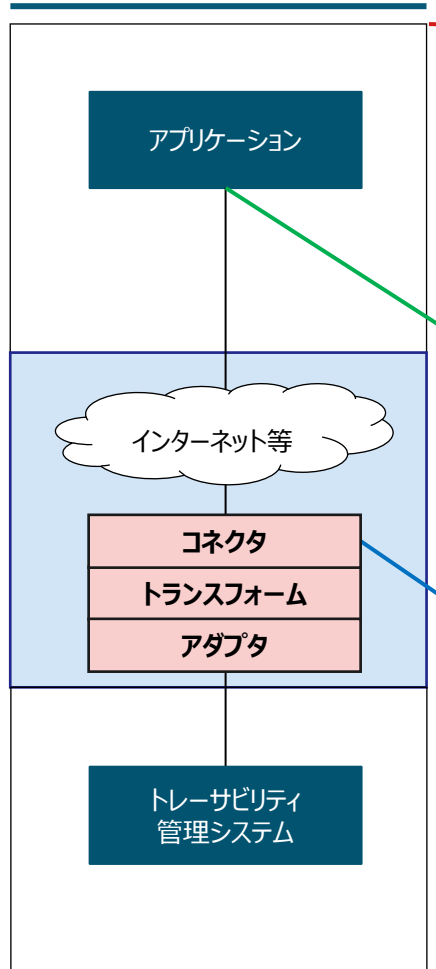 アプリケーション
インターネット等
コネクタ
トランスフォーム
アダプタ
トレーサビリティ
管理システム